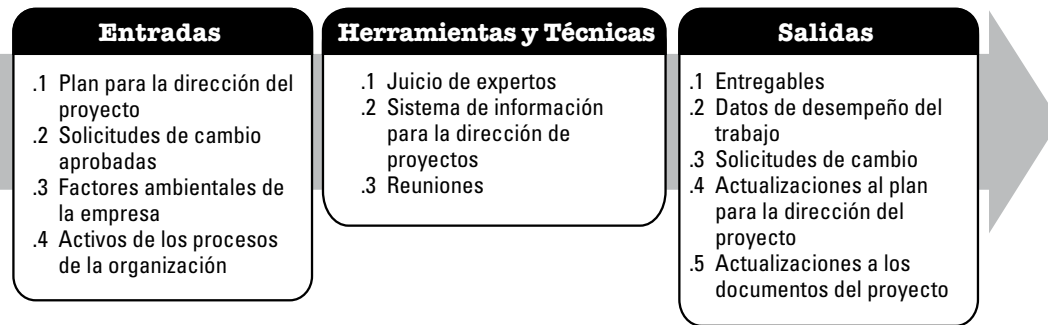 Entradas
.1 Plan para la dirección del
proyecto
.2 Solicitudes de cambio
aprobadas
.3 Factores ambientales de
la empresa
.4 Activos de los procesos
de la organización
Herramientas y Técnicas
.1 Juicio de expertos
.2 Sistema de información
para la dirección de
proyectos
.3 Reuniones
Salidas
.1 Entregables
.2 Datos de desempeño del
trabajo
.3 Solicitudes de cambio
.4 Actualizaciones al plan
para la dirección del
proyecto
.5 Actualizaciones a los
documentos del proyecto